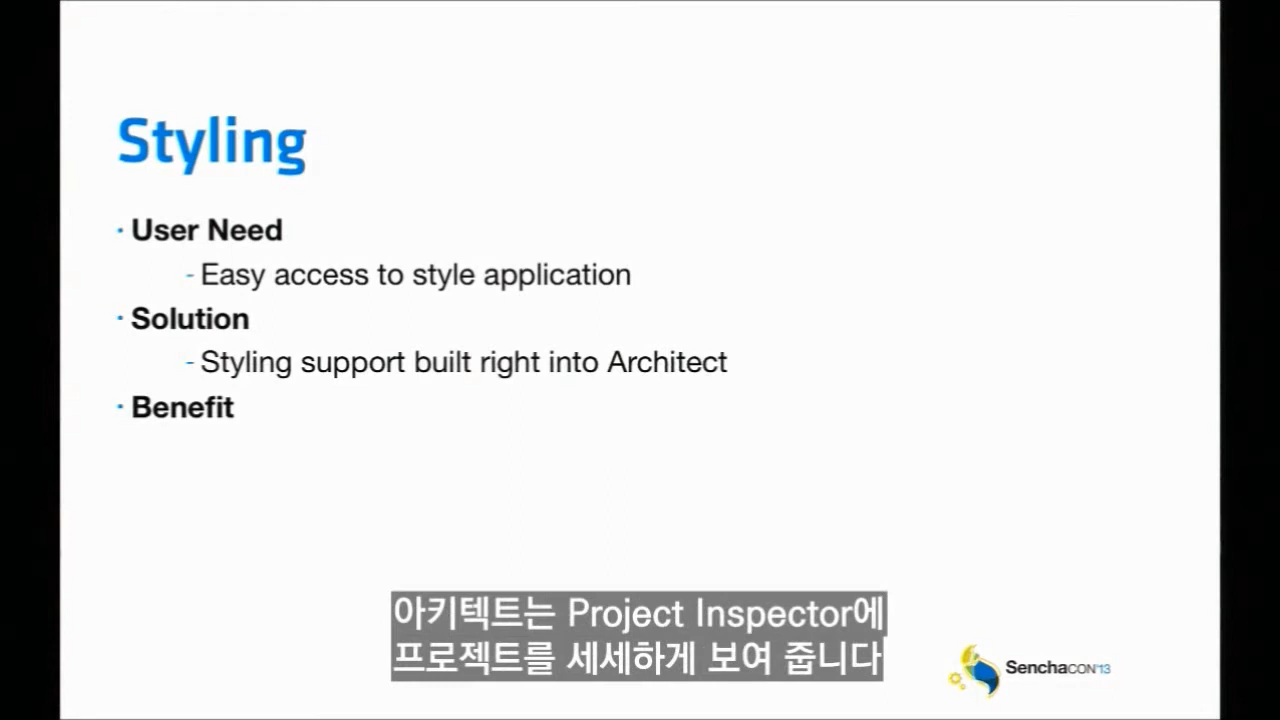 Styling
· User Need
- Easy access to style application
· Solution
- Styling support built right into Architect
· Benefit
아키텍트는 Project Inspector에
프로젝트를 세세하게 보여 줍니다
SenchaCON'13